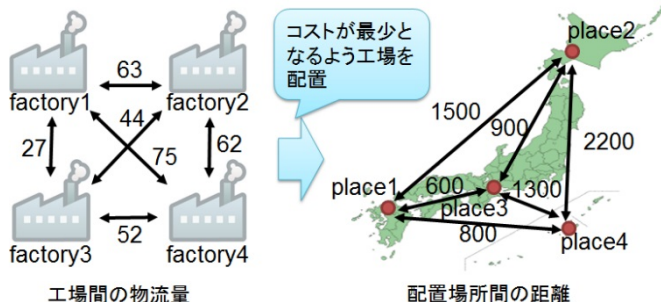 63
factory1
factory2
44
27
62
75
52
factory3
factory4
工場間の物流量
コストが最少と
なるよう工場を
配置
place2
1500
900
2200
place1
600
1300
place3
800
place4
配置場所間の距離